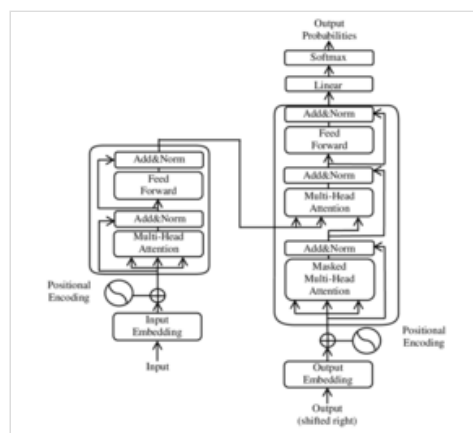 Output
Probabilities
Softmax
Linear
Add&Norm
Feed
Forward
Add&Norm
Multi-Head
Attention
Add&Norm
Masked
Multi-Head
Attention
Positional
Encoding
Output
Embedding
Output
(shifted right)
Add&Norm
Feed
Forward
Add&Norm
Multi-Head
Attention
Positional
Encoding
Input
Embedding
Input